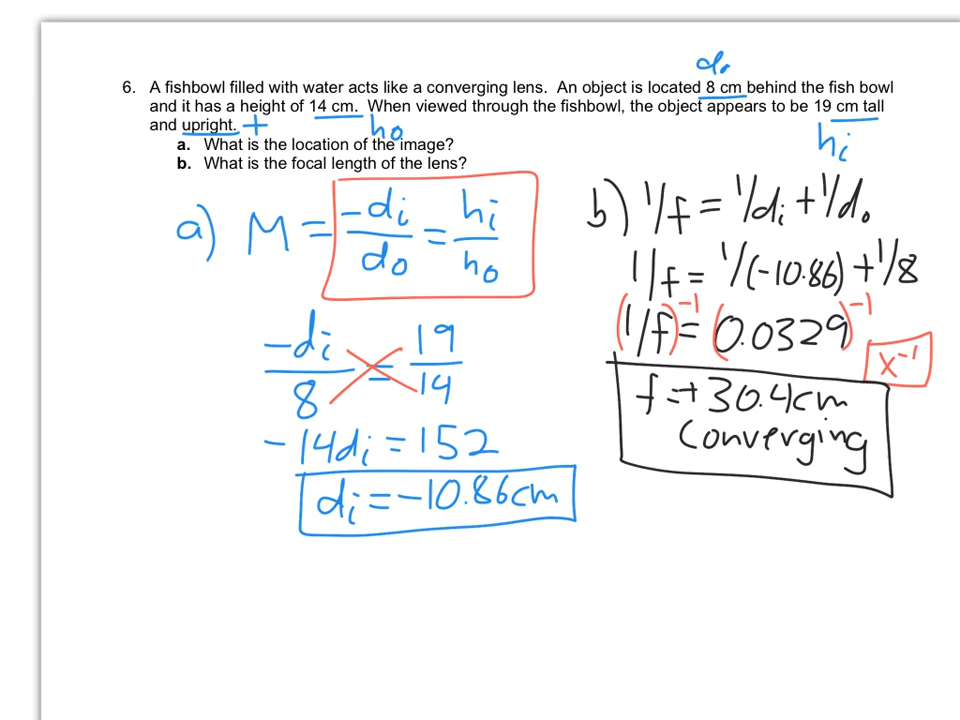 do
6. A fishbowl filled with water acts like a converging lens. An object is located 8 cm behind the fish bowl
and it has a height of 14 cm. When viewed through the fishbowl, the object appears to be 19 cm tall
and upright. +
ho
hi
a. What is the location of the image?
b. What is the focal length of the lens?
a) M = -di/do = hi/ho
-di/8 = 19/14
-14di = 152
di = -10.86cm
b) 1/f = 1/di + 1/do
1/f = 1/(-10.86) + 1/8
(1/f)⁻¹ = (0.0329)⁻¹
x⁻¹
f = +30.4cm
Converging